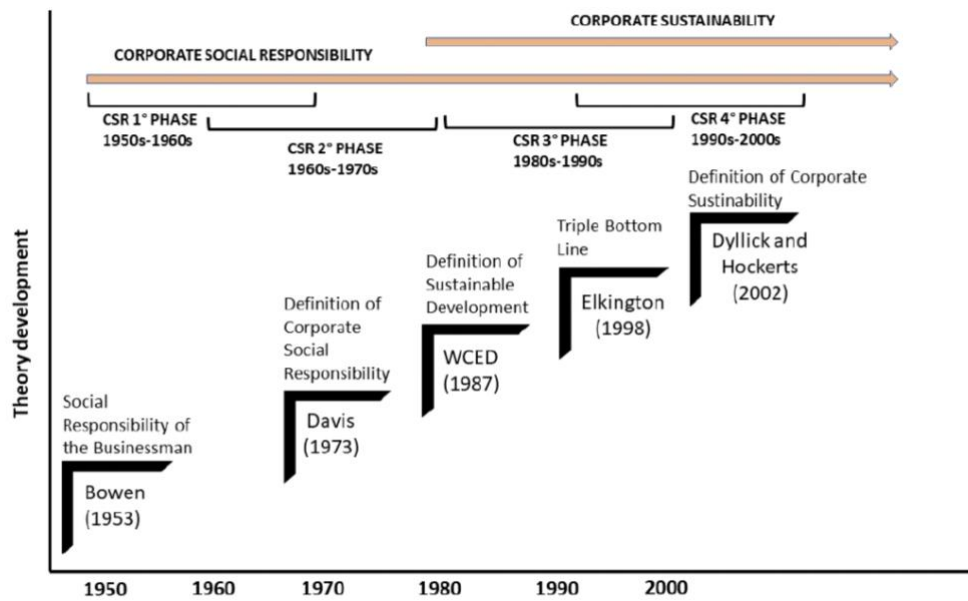 CORPORATE SUSTAINABILITY
CORPORATE SOCIAL RESPONSIBILITY
CSR 1° PHASE
1950s-1960s
CSR 2° PHASE
1960s-1970s
CSR 3° PHASE
1980s-1990s
CSR 4° PHASE
1990s-2000s
Theory development
Social
Responsibility of
the Businessman
Bowen
(1953)
Definition of
Corporate
Social
Responsibility
Davis
(1973)
Definition of
Sustainable
Development
WCED
(1987)
Triple Bottom
Line
Elkington
(1998)
Definition of Corporate
Sustinability
Dyllick and
Hockerts
(2002)
1950 1960 1970 1980 1990 2000